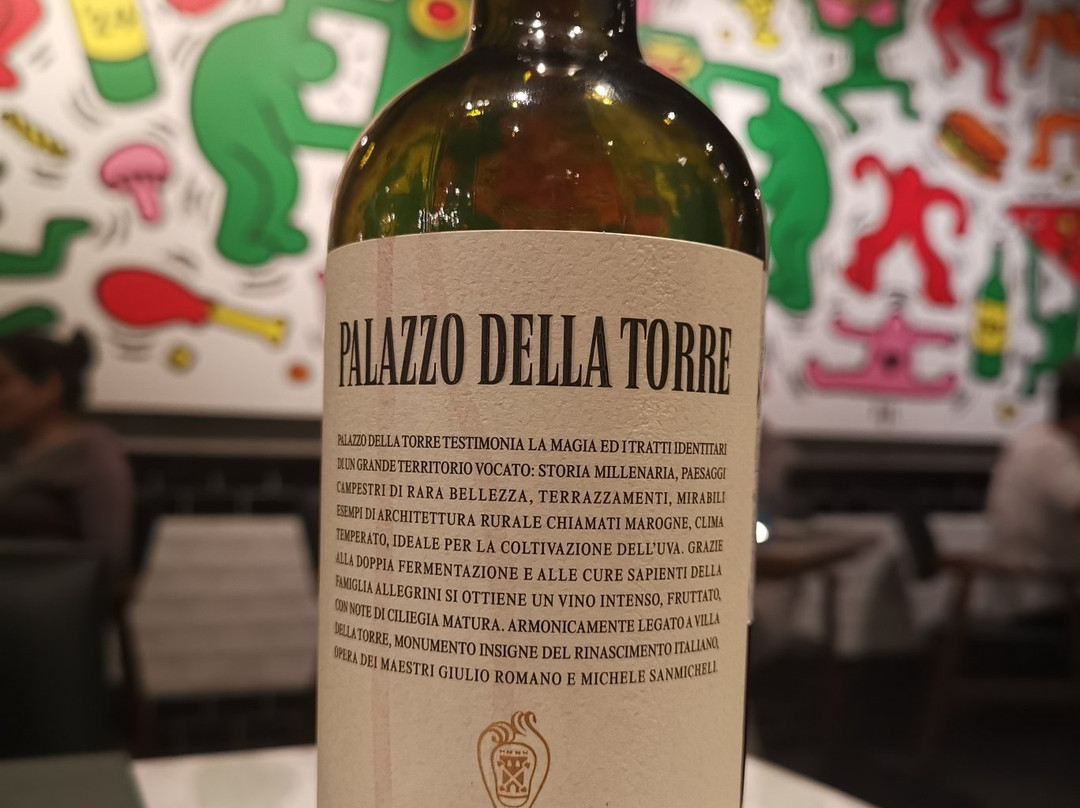 PALAZZO DELLA TORRE
PALAZZO DELLA TORRE TESTIMONIA LA MAGIA ED I TRATTI IDENTITARI
DI UN GRANDE TERRITORIO VOCATO: STORIA MILLENARIA, PAESAGGI
CAMPESTRI DI RARA BELLEZZA, TERRAZZAMENTI, MIRABILI
ESEMPI DI ARCHITETTURA RURALE CHIAMATI MAROGNE, CLIMA
TEMPERATO, IDEALE PER LA COLTIVAZIONE DELL'UVA. GRAZIE
ALLA DOPPIA FERMENTAZIONE E ALLE CURE SAPIENTI DELLA
FAMIGLIA ALLEGRINI SI OTTIENE UN VINO INTENSO, FRUTTATO,
CON NOTE DI CILIEGIA MATURA. ARMONICAMENTE LEGATO A VILLA
DELLA TORRE, MONUMENTO INSIGNE DEL RINASCIMENTO ITALIANO,
OPERA DEI MAESTRI GIULIO ROMANO E MICHELE SANMICHELI.